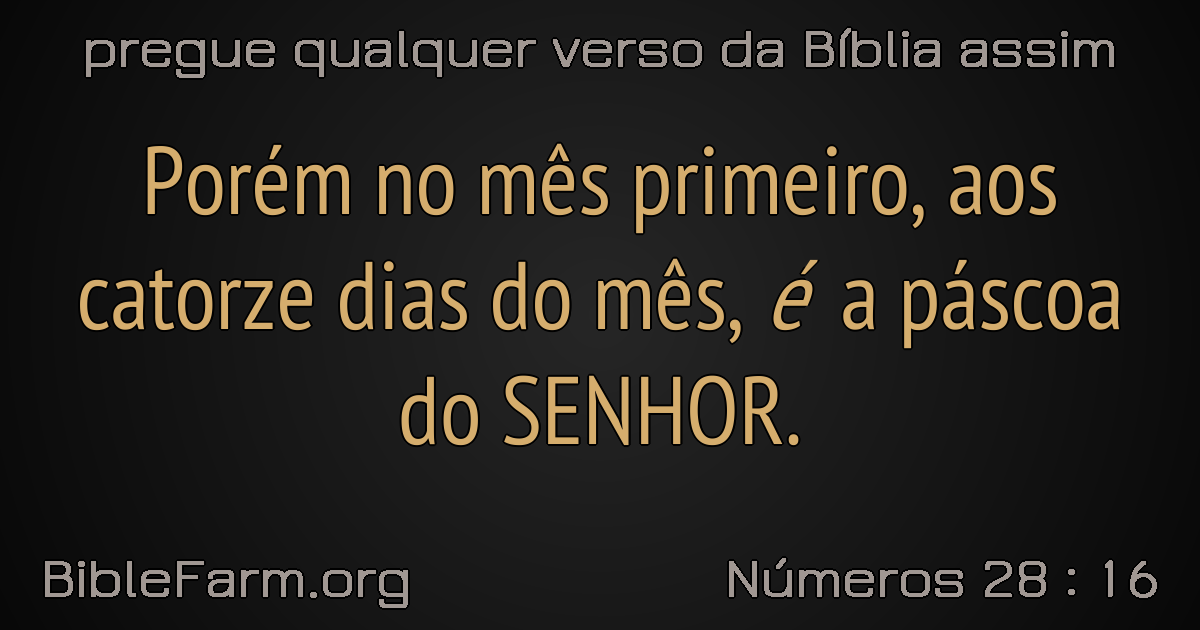 pregue qualquer verso da Bíblia assim
Porém no mês primeiro, aos
catorze dias do mês, é a páscoa
do SENHOR.
BibleFarm.org
Números 28 : 16